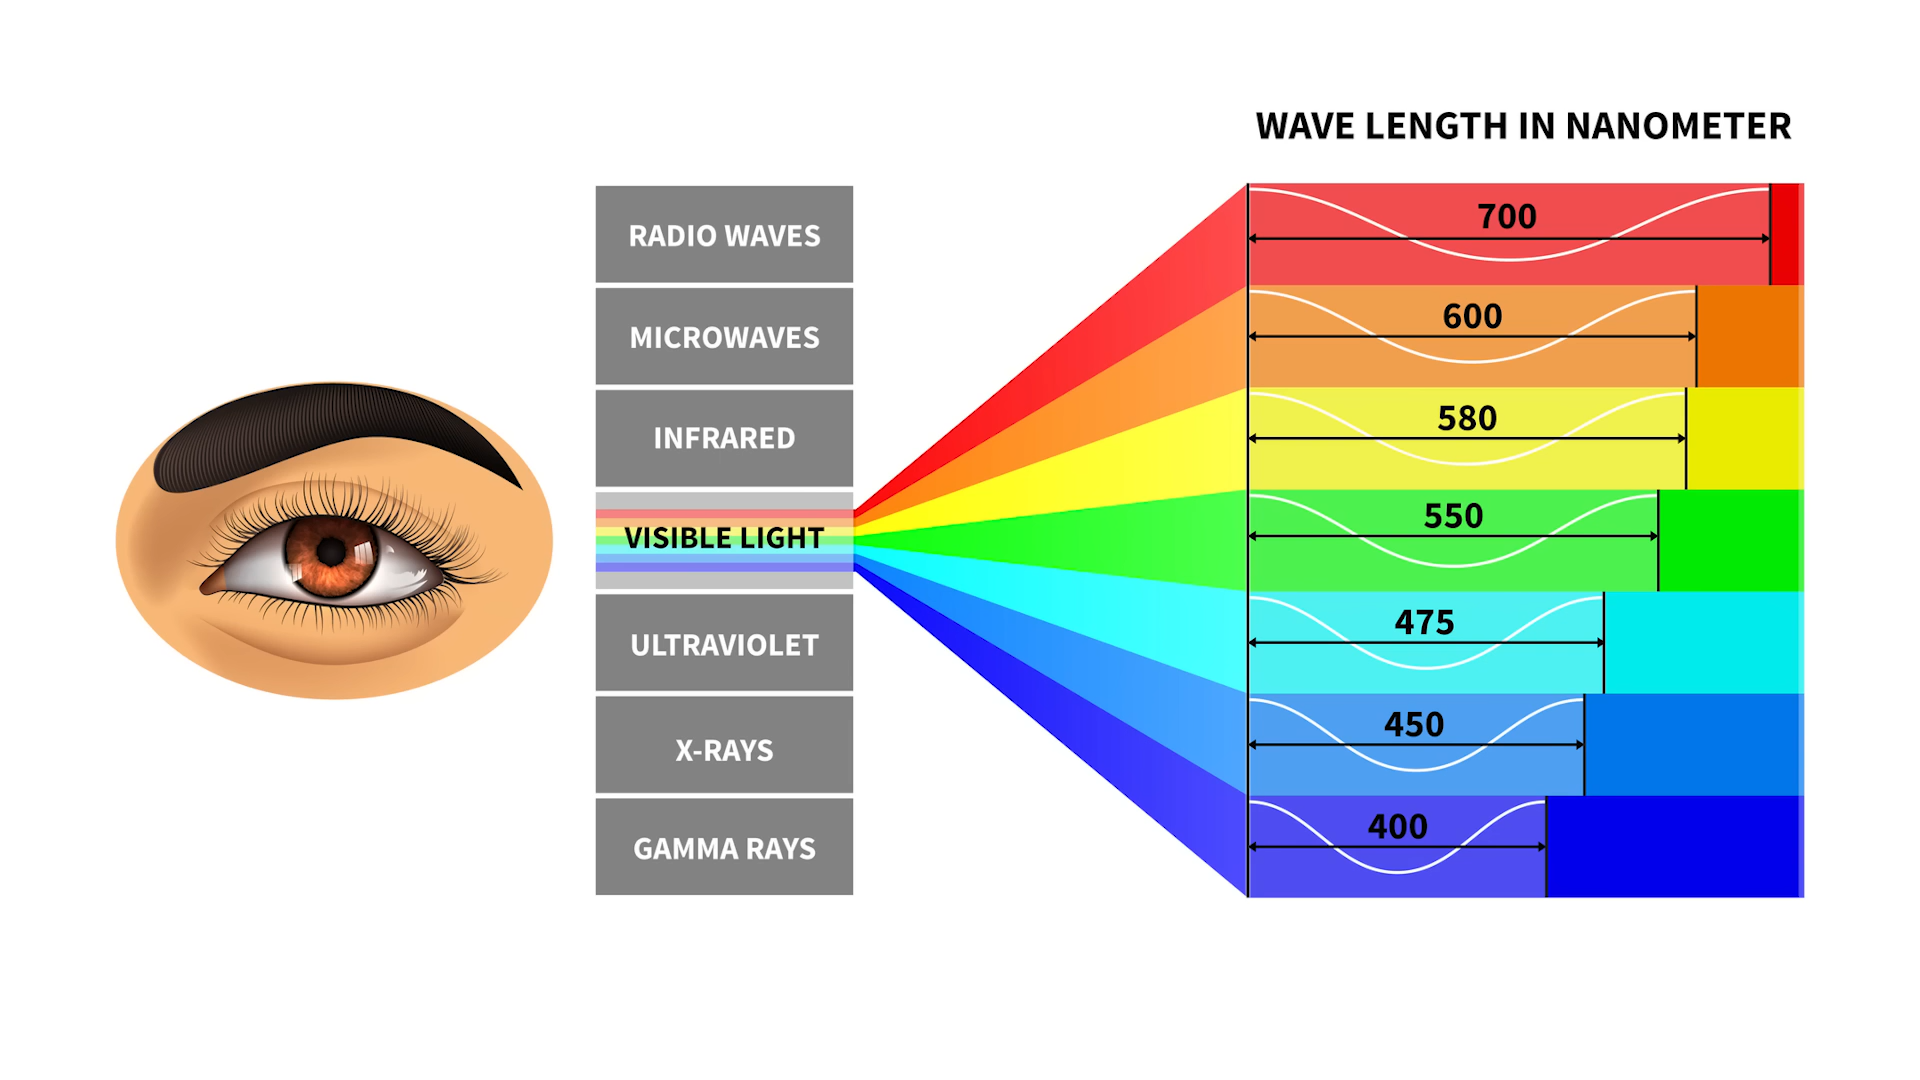 WAVE LENGTH IN NANOMETER
RADIO WAVES
MICROWAVES
INFRARED
VISIBLE LIGHT
ULTRAVIOLET
X-RAYS
GAMMA RAYS
700
600
580
550
475
450
400